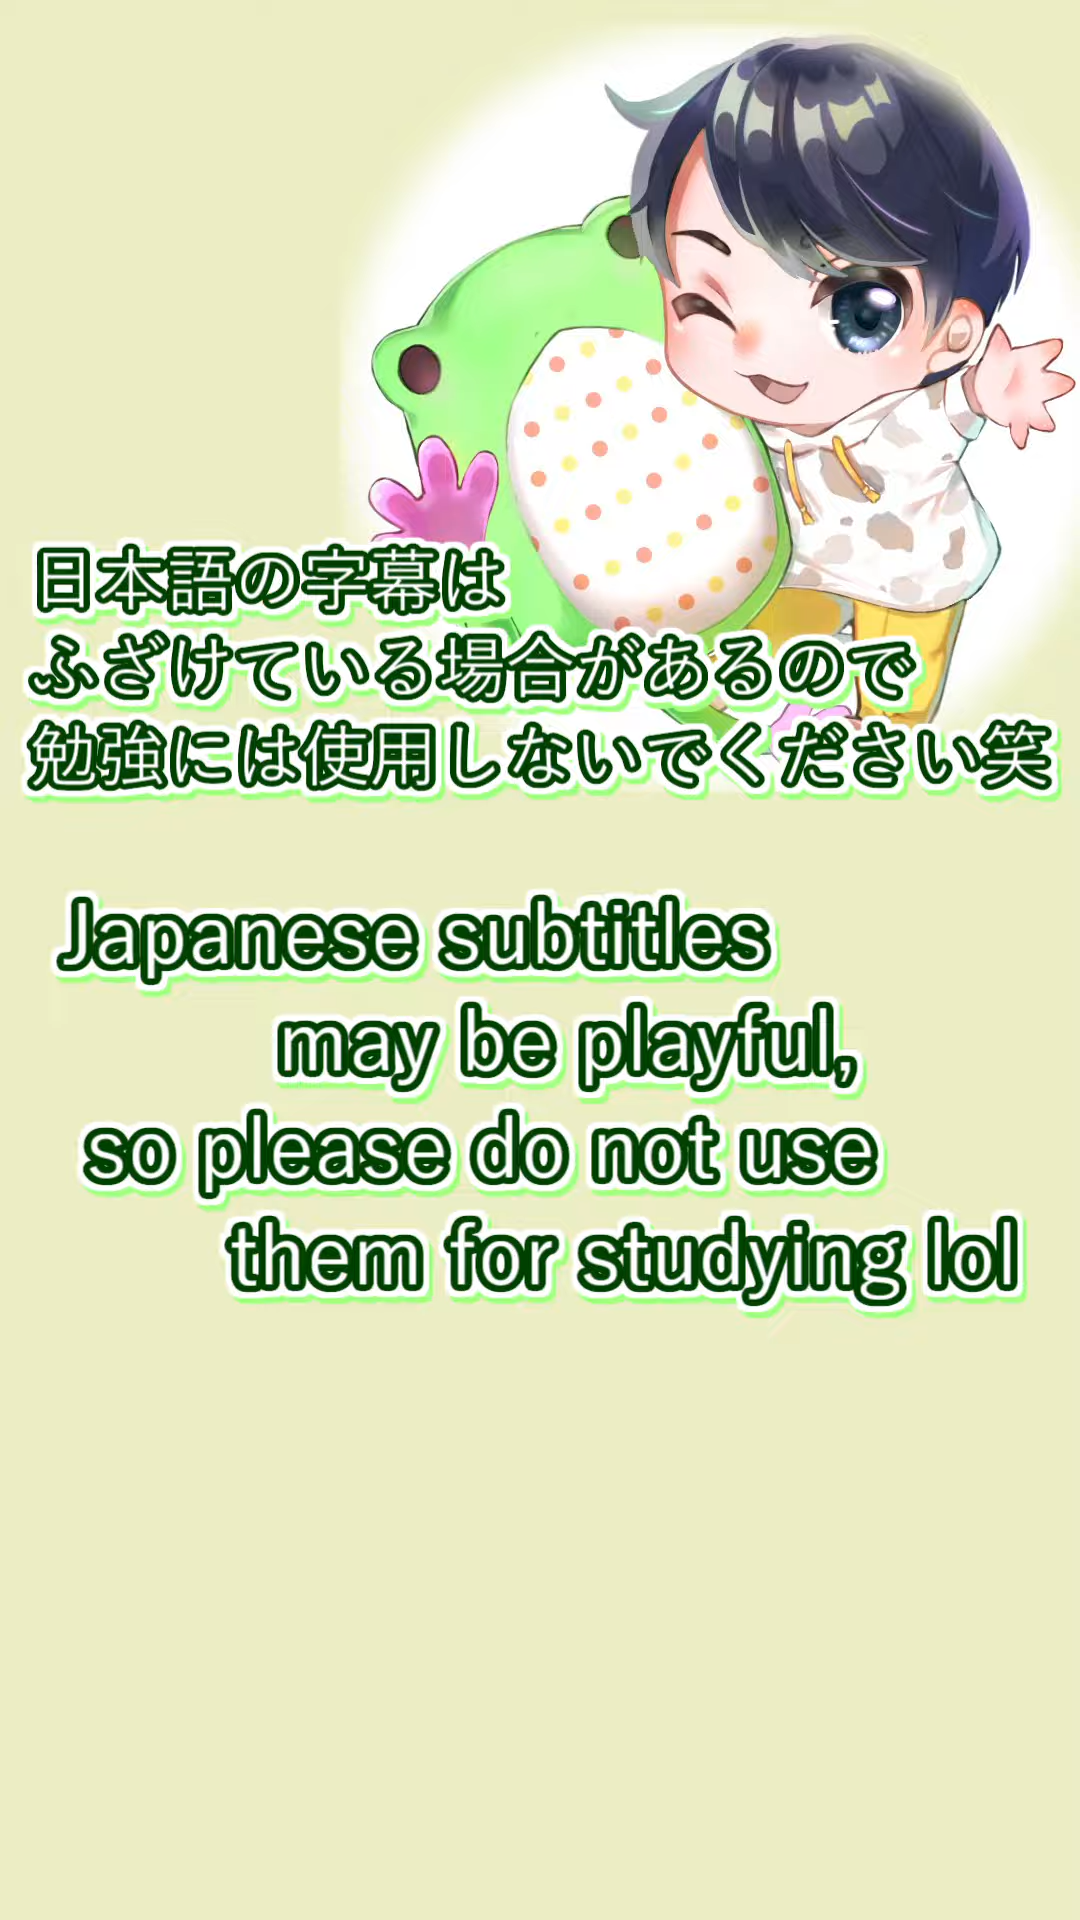 日本語の字幕は
ふざけている場合があるので
勉強には使用しないでください笑
Japanese subtitles
may be playful,
so please do not use
them for studying lol